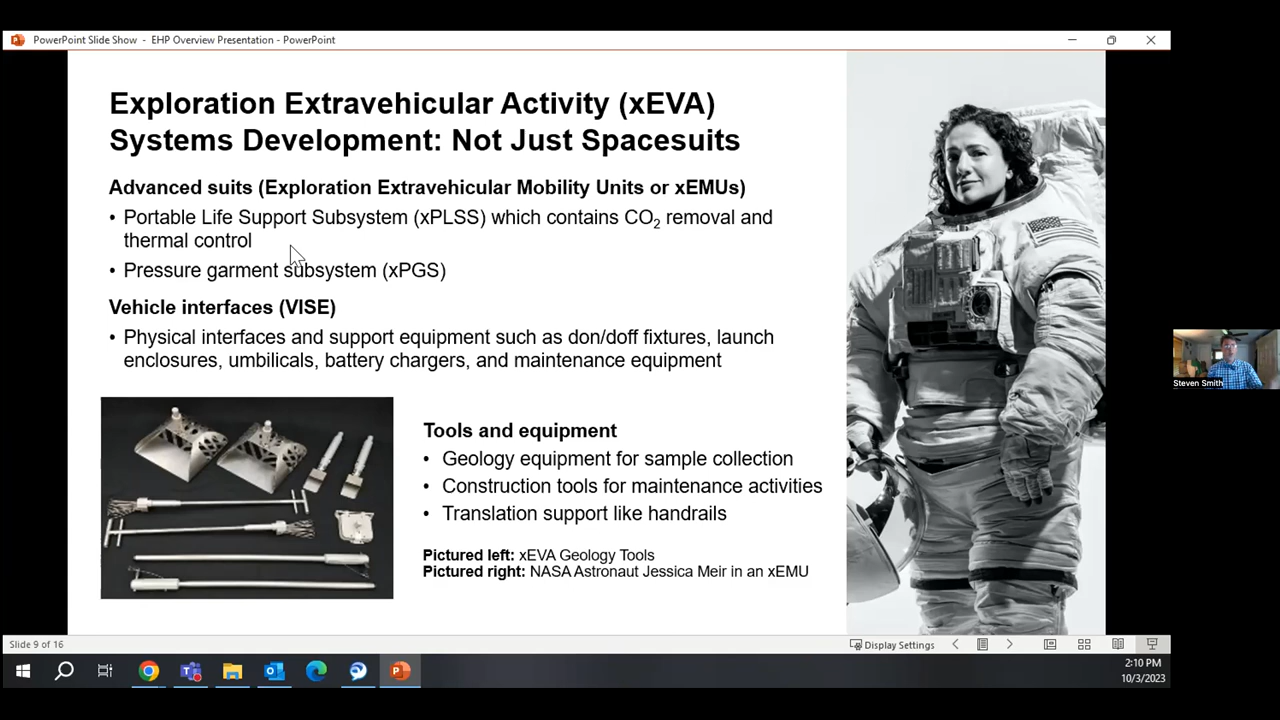 PowerPoint Slide Show - EHP Overview Presentation - PowerPoint
Exploration Extravehicular Activity (xEVA)
Systems Development: Not Just Spacesuits
Advanced suits (Exploration Extravehicular Mobility Units or xEMUs)
• Portable Life Support Subsystem (xPLSS) which contains CO₂ removal and
thermal control
• Pressure garment subsystem (xPGS)
Vehicle interfaces (VISE)
• Physical interfaces and support equipment such as don/doff fixtures, launch
enclosures, umbilicals, battery chargers, and maintenance equipment
Tools and equipment
• Geology equipment for sample collection
• Construction tools for maintenance activities
• Translation support like handrails
Pictured left: xEVA Geology Tools
Pictured right: NASA Astronaut Jessica Meir in an xEMU
Steven Smith
Slide 9 of 16
Display Settings
2:10 PM
10/3/2023